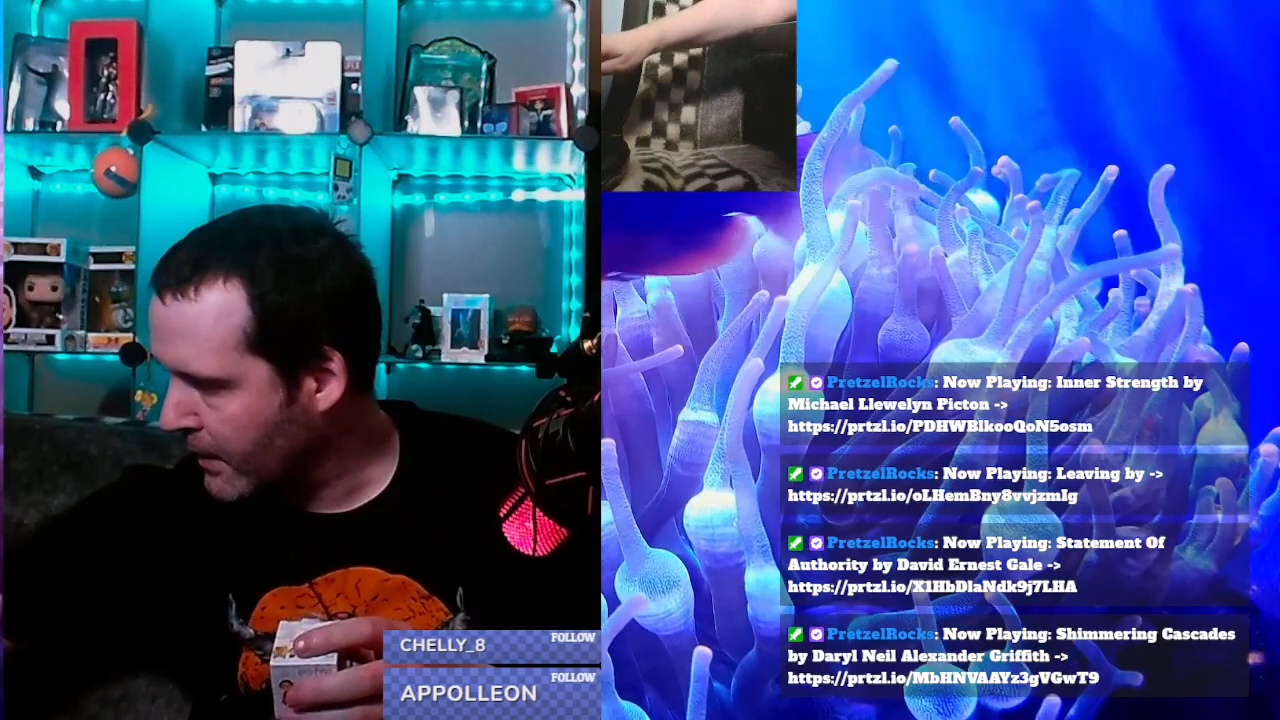 PretzelRocks: Now Playing: Inner Strength by
Michael Llewelyn Picton ->
https://prtzl.io/PDHWBlkooQoN5osm
PretzelRocks: Now Playing: Leaving by ->
https://prtzl.io/oLHemBny8vvjzmIg
PretzelRocks: Now Playing: Statement Of
Authority by David Ernest Gale ->
https://prtzl.io/X1HbDlaNdk9j7LHA
PretzelRocks: Now Playing: Shimmering Cascades
by Daryl Neil Alexander Griffith ->
https://prtzl.io/MbHNVAAYz3gVGwT9
CHELLY_8 FOLLOW
APPOLLEON FOLLOW